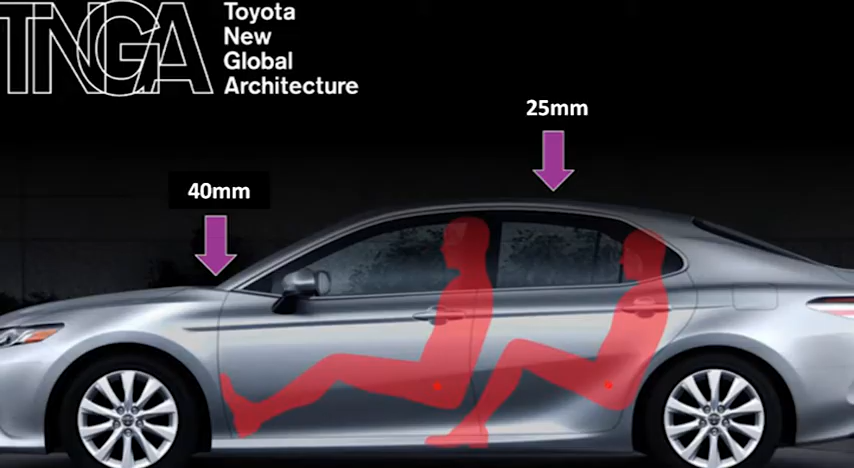 TNGA
Toyota
New
Global
Architecture
25mm
40mm